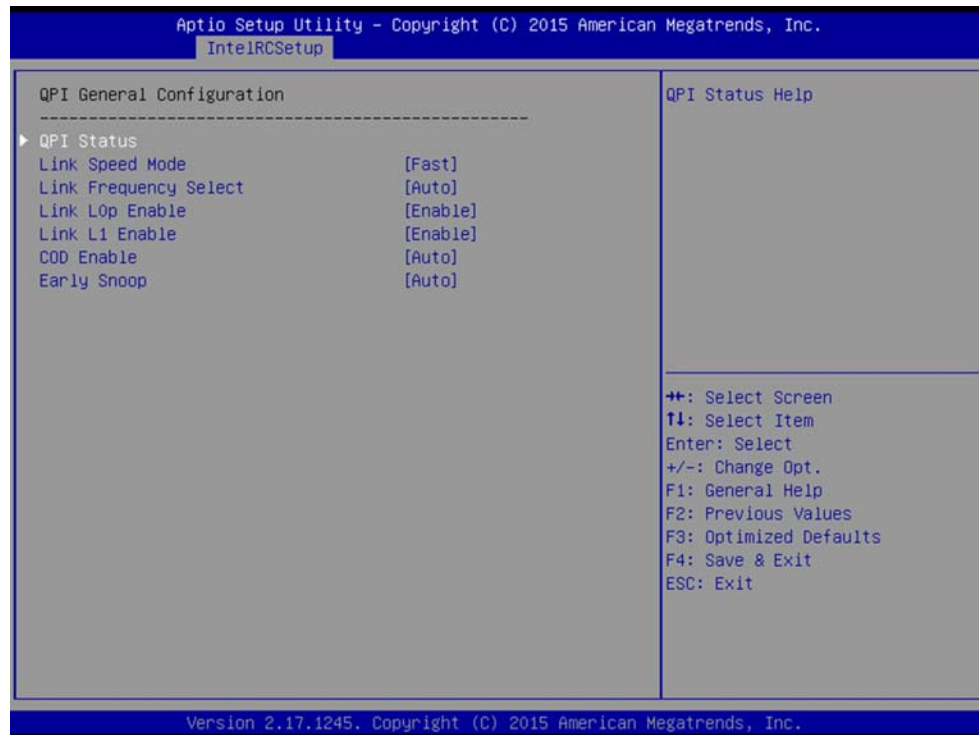 Aptio Setup Utility – Copyright (C) 2015 American Megatrends, Inc.
IntelRCSetup
QPI General Configuration
--------------------------------------------------
QPI Status
Link Speed Mode [Fast]
Link Frequency Select [Auto]
Link L0p Enable [Enable]
Link L1 Enable [Enable]
COD Enable [Auto]
Early Snoop [Auto]
QPI Status Help
→←: Select Screen
↑↓: Select Item
Enter: Select
+/-: Change Opt.
F1: General Help
F2: Previous Values
F3: Optimized Defaults
F4: Save & Exit
ESC: Exit
Version 2.17.1245. Copyright (C) 2015 American Megatrends, Inc.